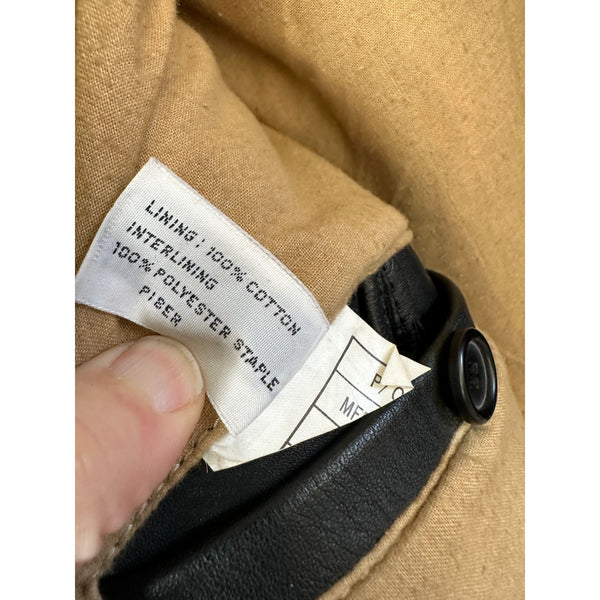 LINING : 100% COTTON
INTERLINING
100% POLYESTER STAPLE
PIBER
P/O